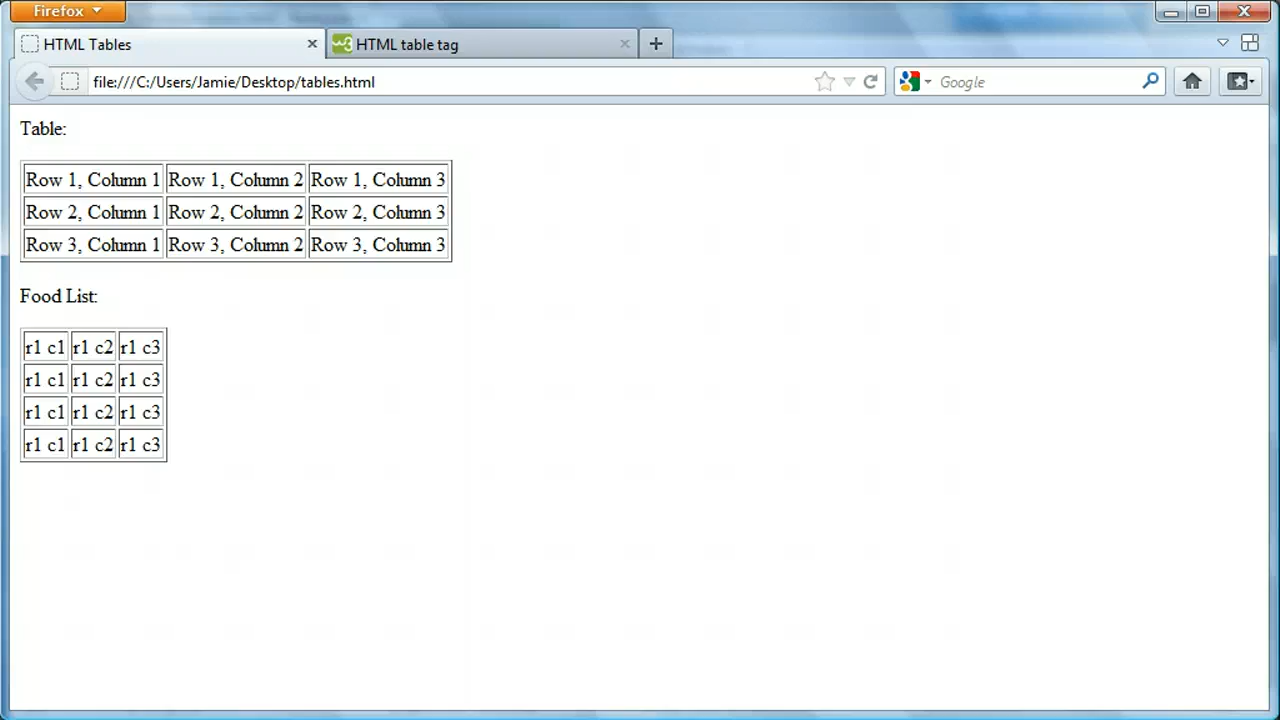 Firefox
HTML Tables
HTML table tag
file:///C:/Users/Jamie/Desktop/tables.html
Google
Table:
Row 1, Column 1 Row 1, Column 2 Row 1, Column 3
Row 2, Column 1 Row 2, Column 2 Row 2, Column 3
Row 3, Column 1 Row 3, Column 2 Row 3, Column 3
Food List:
r1 c1 r1 c2 r1 c3
r1 c1 r1 c2 r1 c3
r1 c1 r1 c2 r1 c3
r1 c1 r1 c2 r1 c3